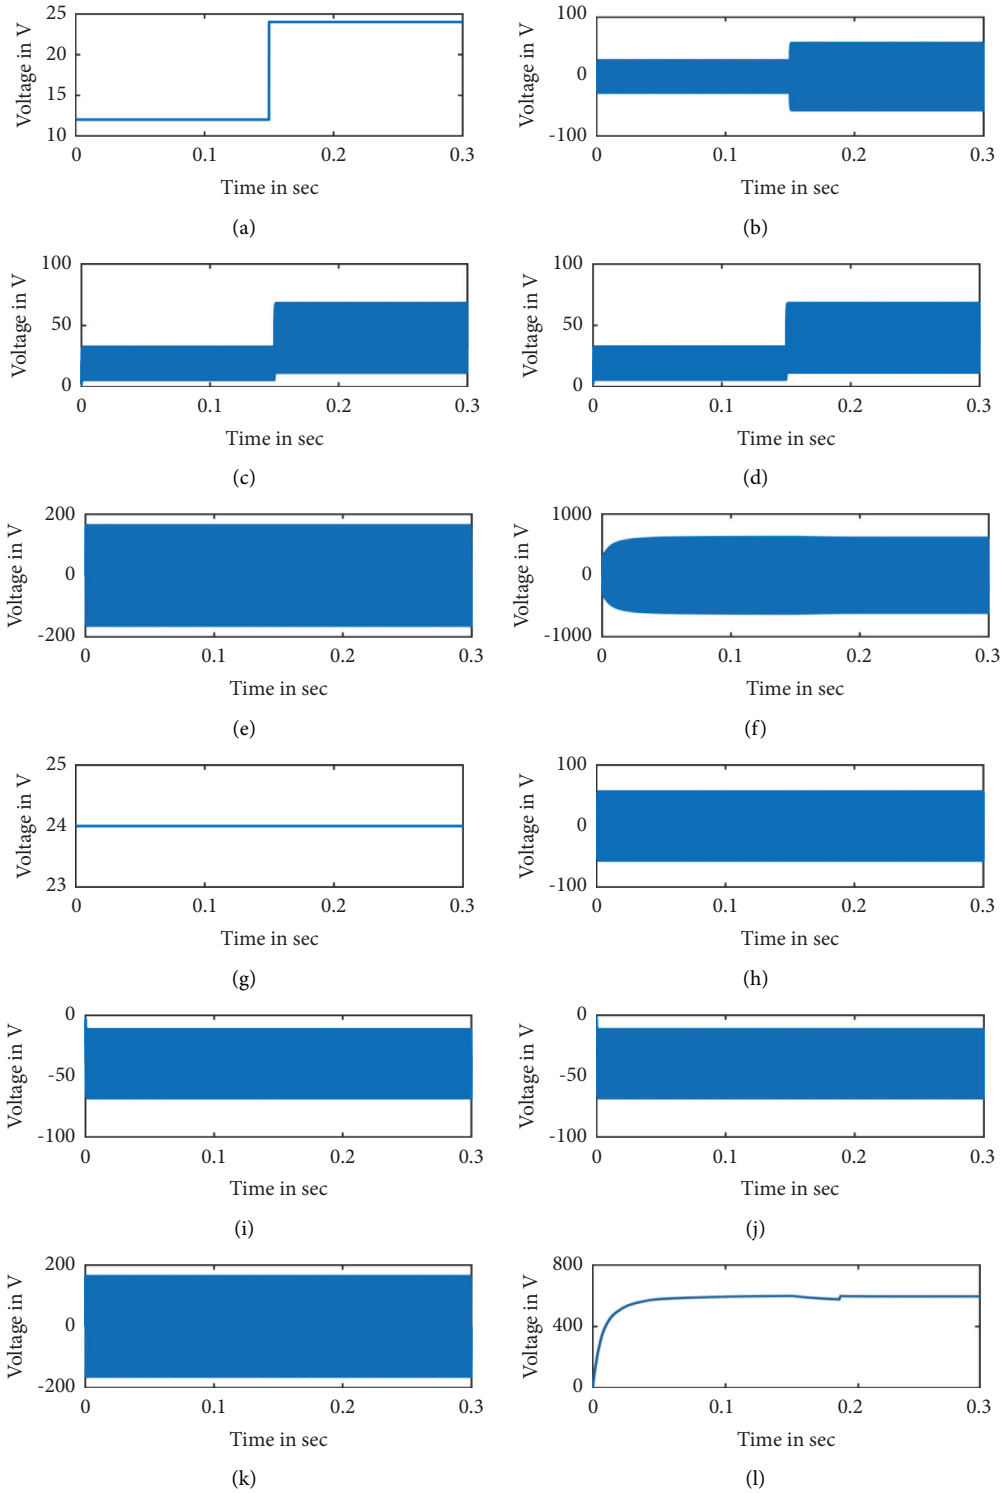 25
20
15
10
Voltage in V
0
0.1
0.2
0.3
Time in sec
(a)
100
0
-100
Voltage in V
0
0.1
0.2
0.3
Time in sec
(b)
100
50
0
Voltage in V
0
0.1
0.2
0.3
Time in sec
(c)
100
50
0
Voltage in V
0
0.1
0.2
0.3
Time in sec
(d)
200
0
-200
Voltage in V
0
0.1
0.2
0.3
Time in sec
(e)
1000
0
-1000
Voltage in V
0
0.1
0.2
0.3
Time in sec
(f)
25
24
23
Voltage in V
0
0.1
0.2
0.3
Time in sec
(g)
100
0
-100
Voltage in V
0
0.1
0.2
0.3
Time in sec
(h)
0
-50
-100
Voltage in V
0
0.1
0.2
0.3
Time in sec
(i)
0
-50
-100
Voltage in V
0
0.1
0.2
0.3
Time in sec
(j)
200
0
-200
Voltage in V
0
0.1
0.2
0.3
Time in sec
(k)
800
400
0
Voltage in V
0
0.1
0.2
0.3
Time in sec
(l)